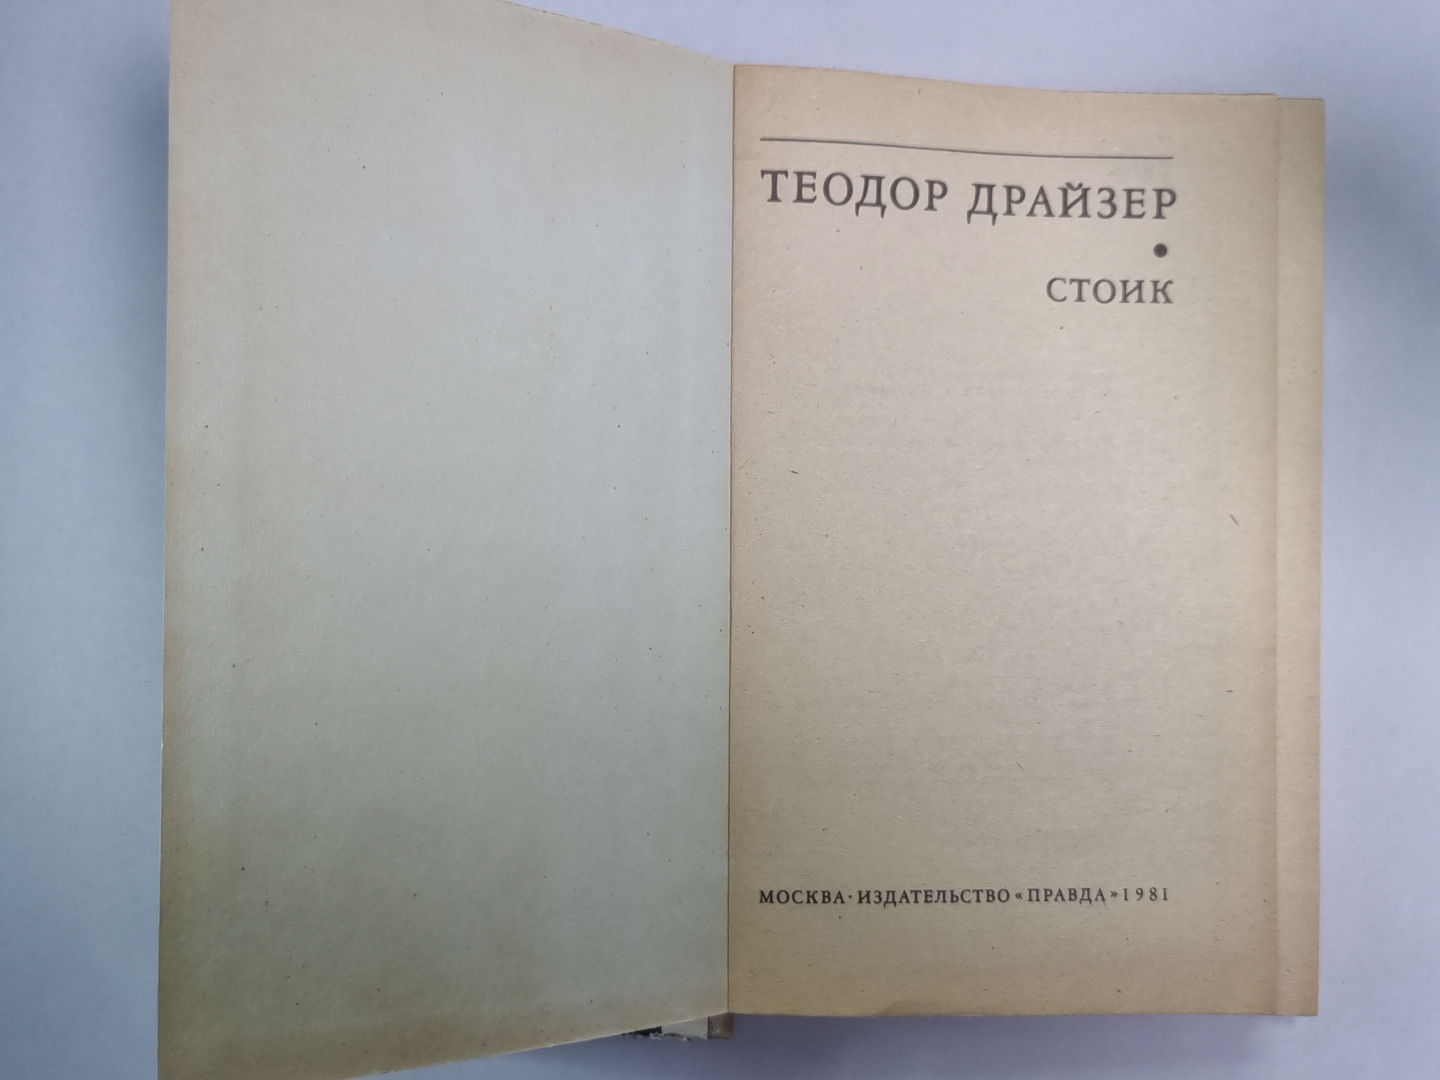 ТЕОДОР ДРАЙЗЕР
•
СТОИК
МОСКВА · ИЗДАТЕЛЬСТВО «ПРАВДА» 1981